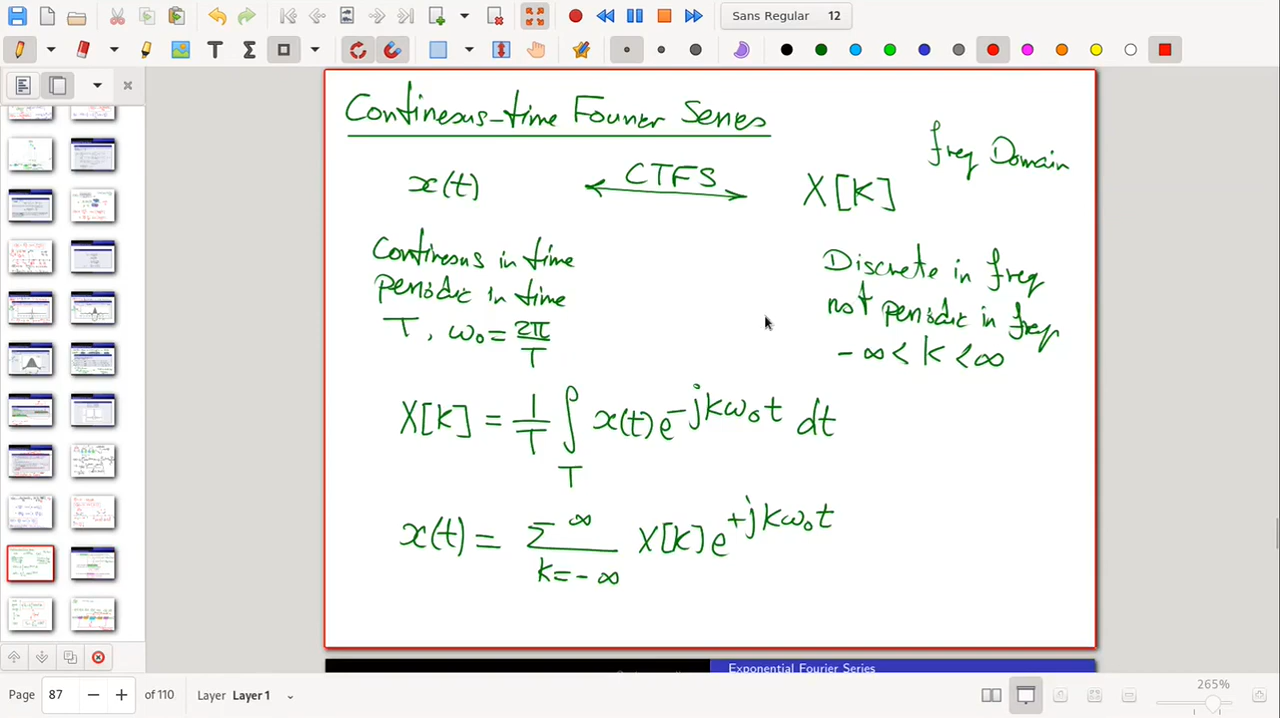 Sans Regular 12
Continous-time Fourier Series
freq Domain
x(t) CTFS X[K]
Continous in time
Periodic in time
T, ω₀ = 2π/T
Discrete in freq
not periodic in freq
-∞ < k < ∞
X[k] = 1/T ∫_T x(t) e^{-jkω₀t} dt
x(t) = Σ_{k=-∞}^{∞} X[k] e^{+jkω₀t}
Exponential Fourier Series
Page 87 of 110 Layer Layer 1 265%